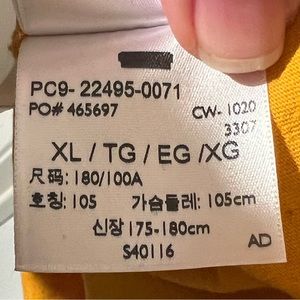 PC9- 22495-0071
PO# 465697 CW- 1020
3307
XL / TG / EG /XG
尺码: 180/100A
호칭: 105 가슴둘레: 105cm
신장 175-180cm
S40116 AD